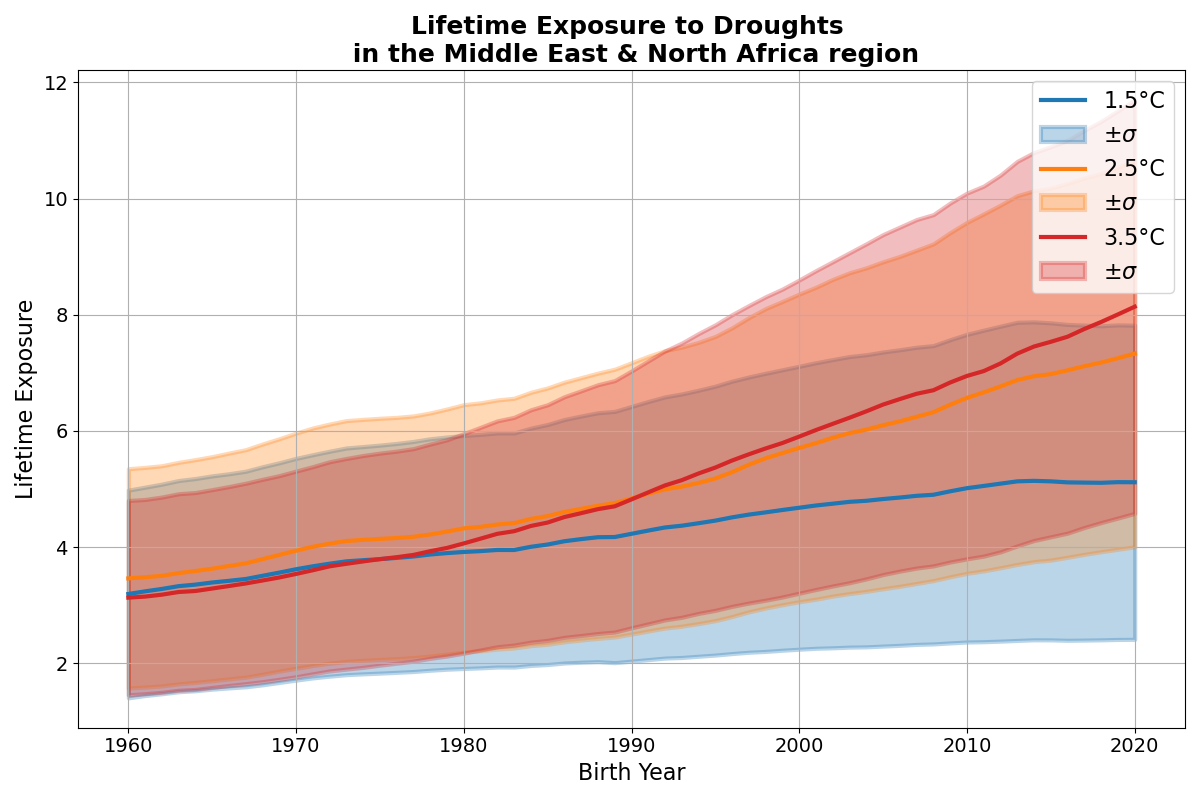 Lifetime Exposure to Droughts
in the Middle East & North Africa region
12
10
8
6
4
2
Lifetime Exposure
1.5°C
±σ
2.5°C
±σ
3.5°C
±σ
1960 1970 1980 1990 2000 2010 2020
Birth Year